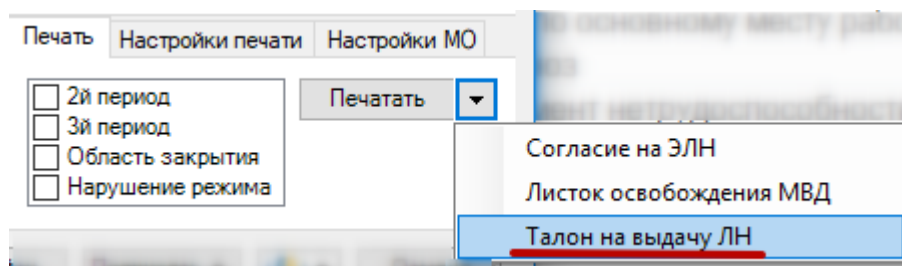 Печать Настройки печати Настройки МО
2й период
3й период
Область закрытия
Нарушение режима
Печатать
Согласие на ЭЛН
Листок освобождения МВД
Талон на выдачу ЛН